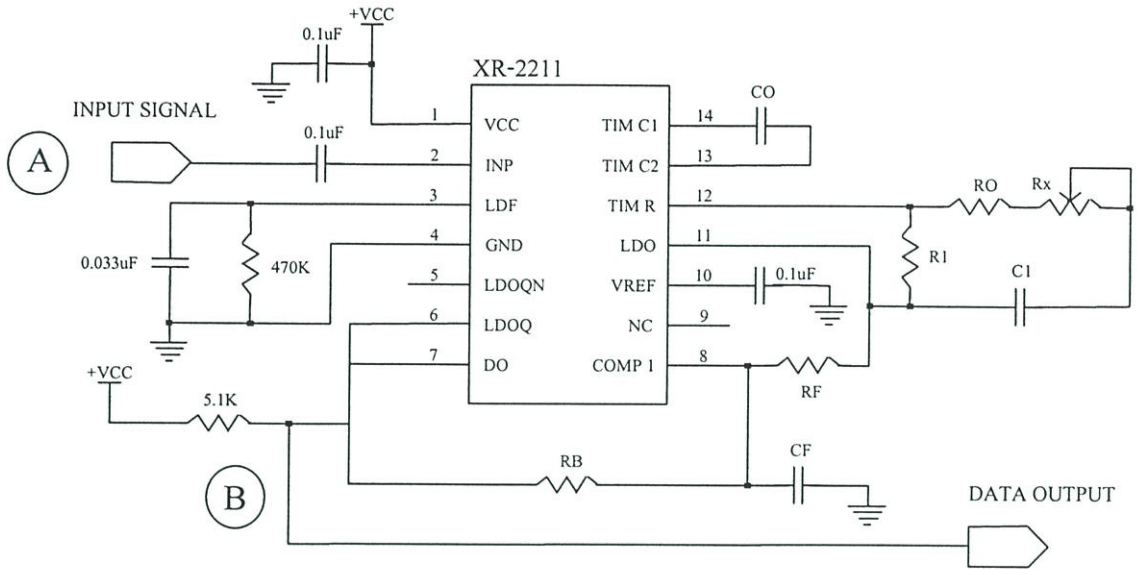 +VCC
0.1uF
XR-2211
INPUT SIGNAL
A
0.1uF
1 VCC TIM C1 14 CO
2 INP TIM C2 13
3 LDF TIM R 12 RO Rx
4 GND LDO 11
0.033uF 470K R1
5 LDOQN VREF 10 0.1uF C1
6 LDOQ NC 9
7 DO COMP 1 8
RF
+VCC
5.1K
RB
CF
B
DATA OUTPUT